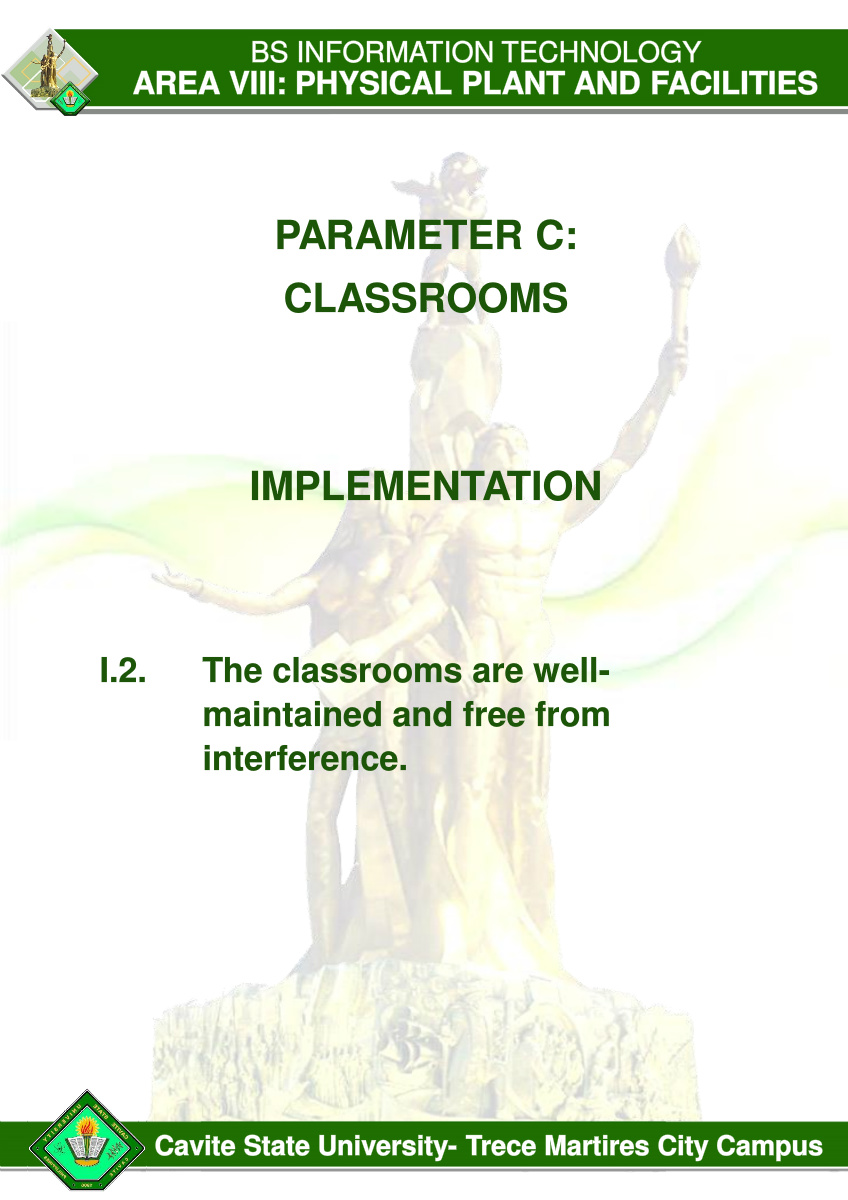 BS INFORMATION TECHNOLOGY
AREA VIII: PHYSICAL PLANT AND FACILITIES
PARAMETER C:
CLASSROOMS
IMPLEMENTATION
I.2. The classrooms are well-
maintained and free from
interference.
Cavite State University- Trece Martires City Campus